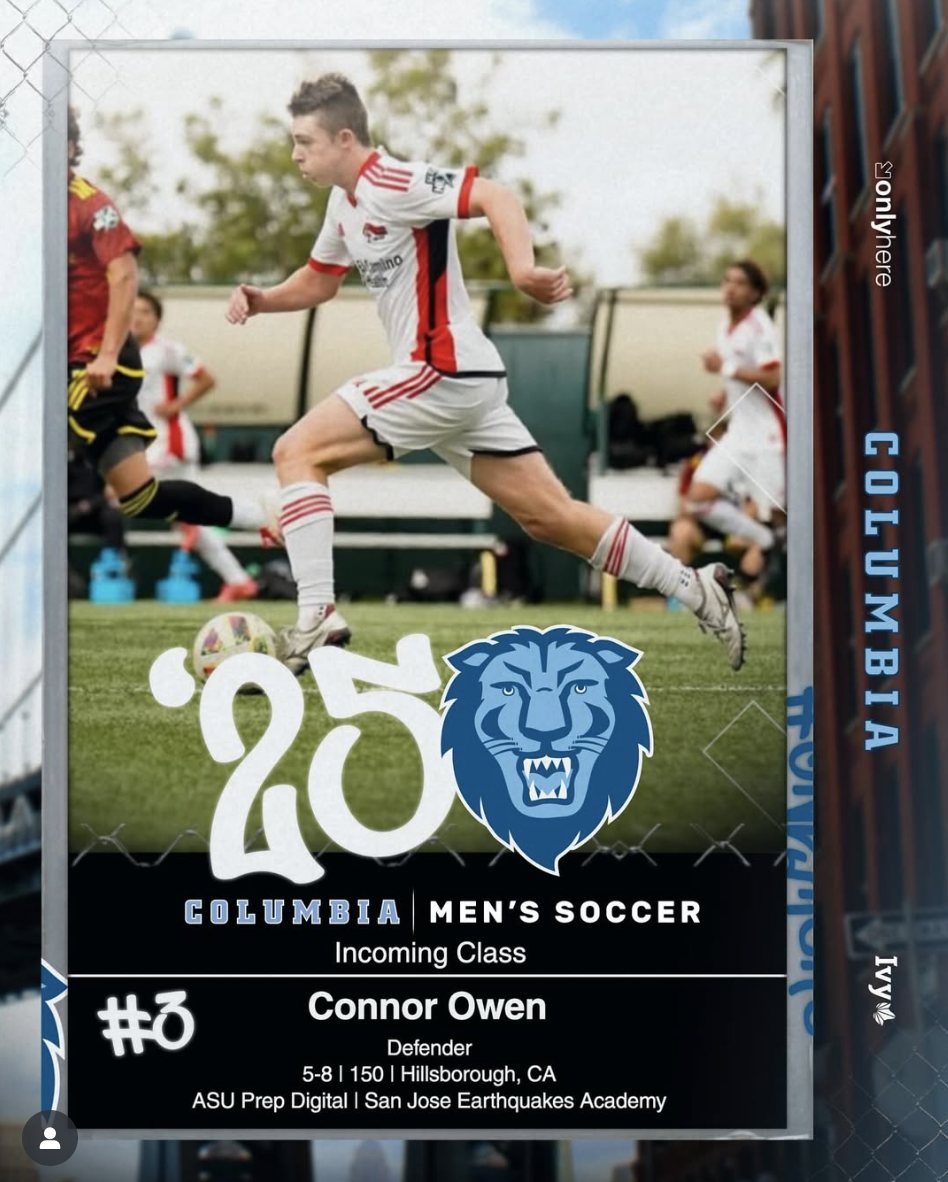 '25
COLUMBIA | MEN'S SOCCER
Incoming Class
#3
Connor Owen
Defender
5-8 | 150 | Hillsborough, CA
ASU Prep Digital | San Jose Earthquakes Academy
onlyhere
COLUMBIA
Ivy